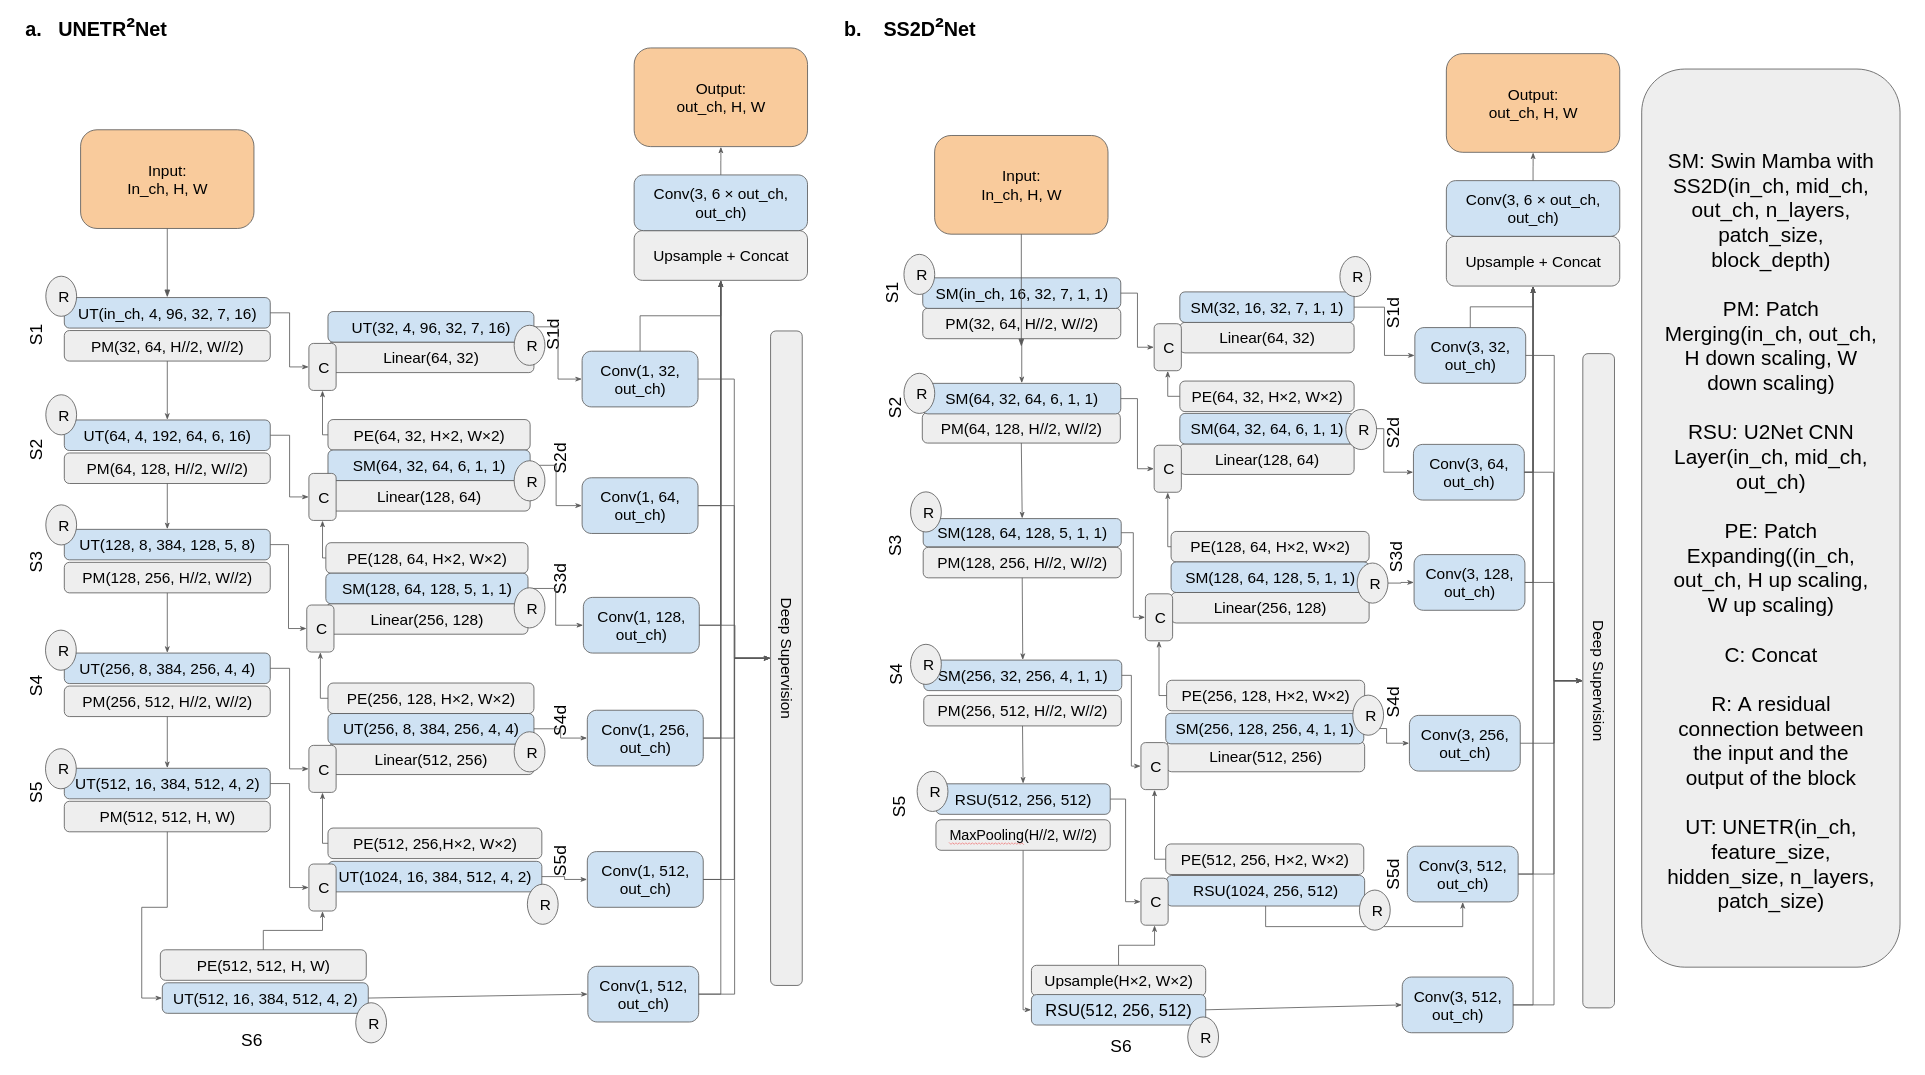 a. UNETR²Net
Input:
In_ch, H, W
Output:
out_ch, H, W
Conv(3, 6 × out_ch,
out_ch)
Upsample + Concat
S1
R
UT(in_ch, 4, 96, 32, 7, 16)
PM(32, 64, H//2, W//2)
S2
R
UT(64, 4, 192, 64, 6, 16)
PM(64, 128, H//2, W//2)
S3
R
UT(128, 8, 384, 128, 5, 8)
PM(128, 256, H//2, W//2)
S4
R
UT(256, 8, 384, 256, 4, 4)
PM(256, 512, H//2, W//2)
S5
R
UT(512, 16, 384, 512, 4, 2)
PM(512, 512, H, W)
PE(512, 512, H, W)
UT(512, 16, 384, 512, 4, 2)
R
S6
UT(32, 4, 96, 32, 7, 16)
Linear(64, 32)
C
R
S1d
PE(64, 32, H×2, W×2)
SM(64, 32, 64, 6, 1, 1)
Linear(128, 64)
C
R
S2d
PE(128, 64, H×2, W×2)
SM(128, 64, 128, 5, 1, 1)
Linear(256, 128)
C
R
S3d
PE(256, 128, H×2, W×2)
UT(256, 8, 384, 256, 4, 4)
Linear(512, 256)
C
R
S4d
PE(512, 256,H×2, W×2)
UT(1024, 16, 384, 512, 4, 2)
C
R
S5d
Conv(1, 32,
out_ch)
Conv(1, 64,
out_ch)
Conv(1, 128,
out_ch)
Conv(1, 256,
out_ch)
Conv(1, 512,
out_ch)
Conv(1, 512,
out_ch)
Deep Supervision
b. SS2D²Net
Input:
In_ch, H, W
Output:
out_ch, H, W
Conv(3, 6 × out_ch,
out_ch)
Upsample + Concat
S1
R
SM(in_ch, 16, 32, 7, 1, 1)
PM(32, 64, H//2, W//2)
S2
R
SM(64, 32, 64, 6, 1, 1)
PM(64, 128, H//2, W//2)
S3
R
SM(128, 64, 128, 5, 1, 1)
PM(128, 256, H//2, W//2)
S4
R
SM(256, 32, 256, 4, 1, 1)
PM(256, 512, H//2, W//2)
S5
R
RSU(512, 256, 512)
MaxPooling(H//2, W//2)
Upsample(H×2, W×2)
RSU(512, 256, 512)
R
S6
R
SM(32, 16, 32, 7, 1, 1)
Linear(64, 32)
C
S1d
PE(64, 32, H×2, W×2)
SM(64, 32, 64, 6, 1, 1)
Linear(128, 64)
C
R
S2d
PE(128, 64, H×2, W×2)
SM(128, 64, 128, 5, 1, 1)
Linear(256, 128)
C
R
S3d
PE(256, 128, H×2, W×2)
SM(256, 128, 256, 4, 1, 1)
Linear(512, 256)
C
R
S4d
PE(512, 256, H×2, W×2)
RSU(1024, 256, 512)
C
R
S5d
Conv(3, 32,
out_ch)
Conv(3, 64,
out_ch)
Conv(3, 128,
out_ch)
Conv(3, 256,
out_ch)
Conv(3, 512,
out_ch)
Conv(3, 512,
out_ch)
Deep Supervision
SM: Swin Mamba with
SS2D(in_ch, mid_ch,
out_ch, n_layers,
patch_size,
block_depth)
PM: Patch
Merging(in_ch, out_ch,
H down scaling, W
down scaling)
RSU: U2Net CNN
Layer(in_ch, mid_ch,
out_ch)
PE: Patch
Expanding((in_ch,
out_ch, H up scaling,
W up scaling)
C: Concat
R: A residual
connection between
the input and the
output of the block
UT: UNETR(in_ch,
feature_size,
hidden_size, n_layers,
patch_size)